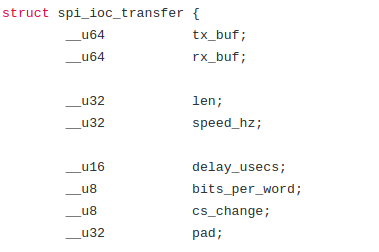 struct spi_ioc_transfer {
__u64 tx_buf;
__u64 rx_buf;
__u32 len;
__u32 speed_hz;
__u16 delay_usecs;
__u8 bits_per_word;
__u8 cs_change;
__u32 pad;